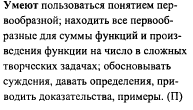 Умеют пользоваться понятием пер-
вообразной; находить все первооб-
разные для суммы функций и произ-
ведения функции на число в сложных
творческих задачах; обосновывать
суждения, давать определения, при-
водить доказательства, примеры. (П)